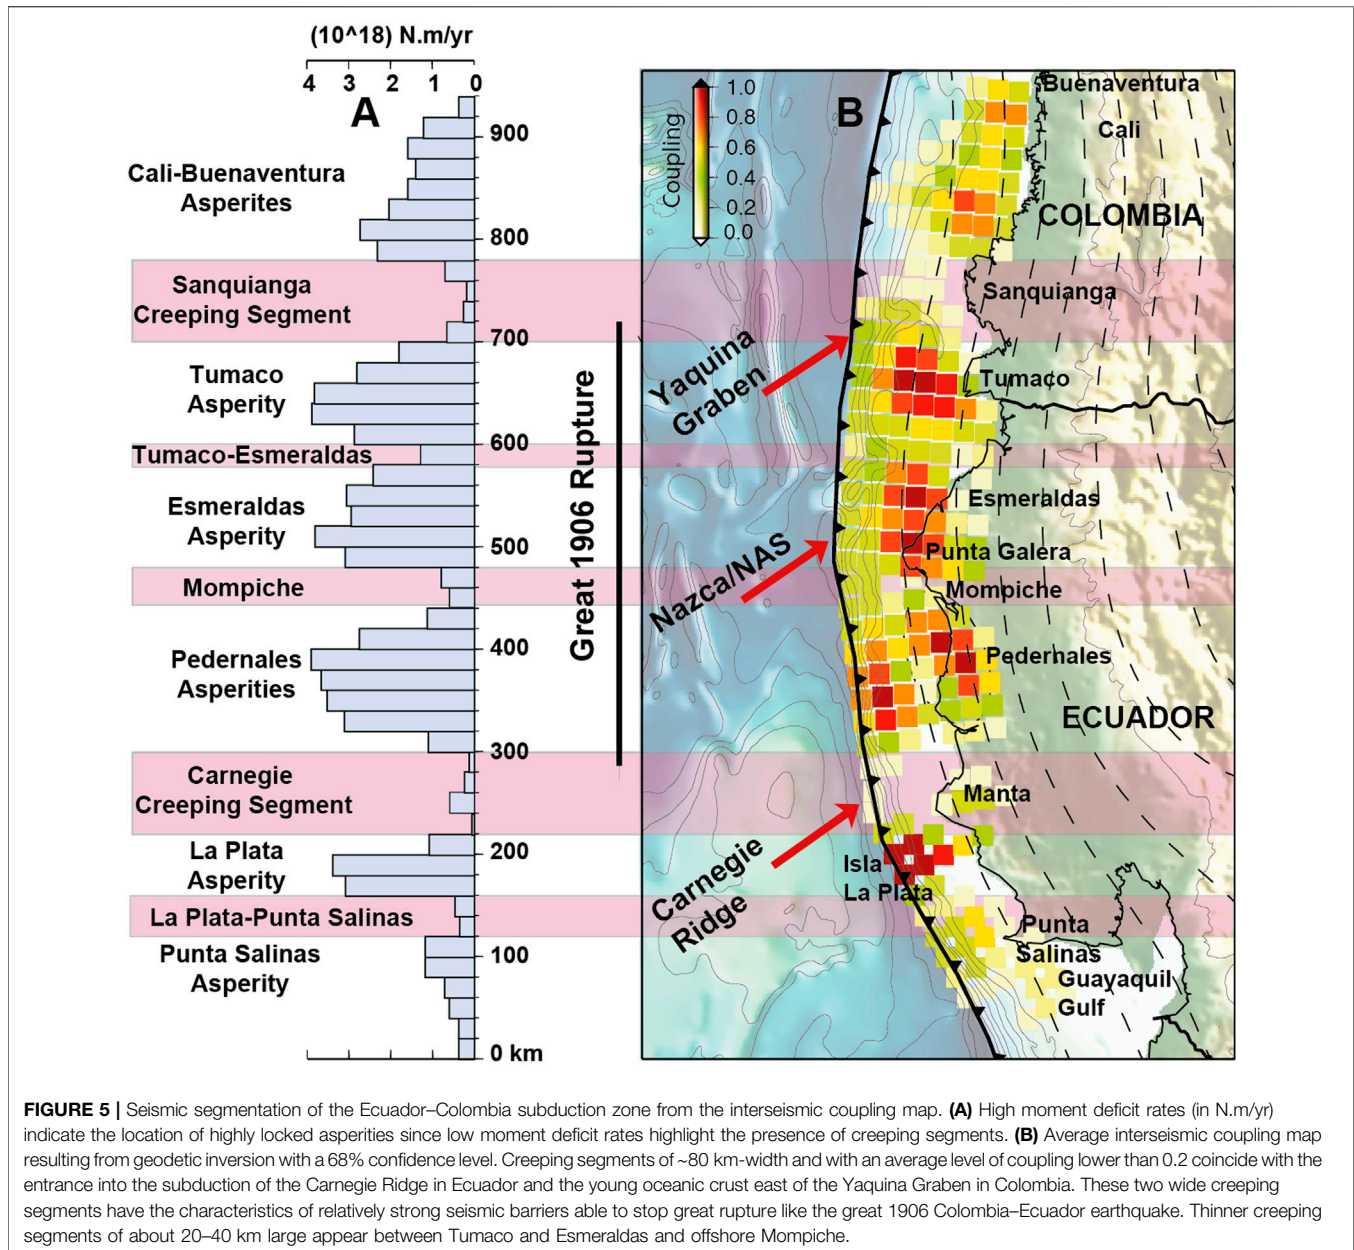 (10^18) N.m/yr
4 3 2 1 0
A
900
Cali-Buenaventura
Asperites
800
Sanquianga
Creeping Segment
700
Tumaco
Asperity
600
Tumaco-Esmeraldas
Esmeraldas
Asperity
500
Mompiche
400
Pedernales
Asperities
300
Carnegie
Creeping Segment
200
La Plata
Asperity
La Plata-Punta Salinas
100
Punta Salinas
Asperity
0 km
Great 1906 Rupture
B
Coupling
1.0
0.8
0.6
0.4
0.2
0.0
Buenaventura
Cali
COLOMBIA
Sanquianga
Yaquina
Graben
Tumaco
Esmeraldas
Nazca/NAS
Punta Galera
Mompiche
Pedernales
ECUADOR
Manta
Carnegie
Ridge
Isla
La Plata
Punta
Salinas
Guayaquil
Gulf
FIGURE 5 | Seismic segmentation of the Ecuador–Colombia subduction zone from the interseismic coupling map. (A) High moment deficit rates (in N.m/yr)
indicate the location of highly locked asperities since low moment deficit rates highlight the presence of creeping segments. (B) Average interseismic coupling map
resulting from geodetic inversion with a 68% confidence level. Creeping segments of ~80 km-width and with an average level of coupling lower than 0.2 coincide with the
entrance into the subduction of the Carnegie Ridge in Ecuador and the young oceanic crust east of the Yaquina Graben in Colombia. These two wide creeping
segments have the characteristics of relatively strong seismic barriers able to stop great rupture like the great 1906 Colombia–Ecuador earthquake. Thinner creeping
segments of about 20–40 km large appear between Tumaco and Esmeraldas and offshore Mompiche.